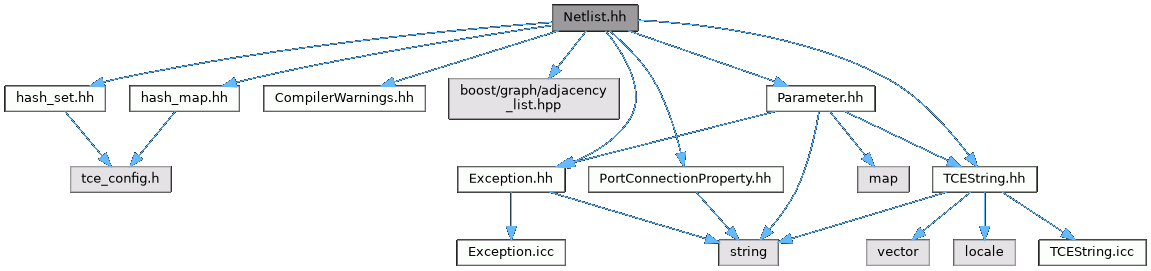 Netlist.hh
hash_set.hh
hash_map.hh
CompilerWarnings.hh
boost/graph/adjacency
_list.hpp
Parameter.hh
tce_config.h
Exception.hh
PortConnectionProperty.hh
map
TCEString.hh
Exception.icc
string
vector
locale
TCEString.icc